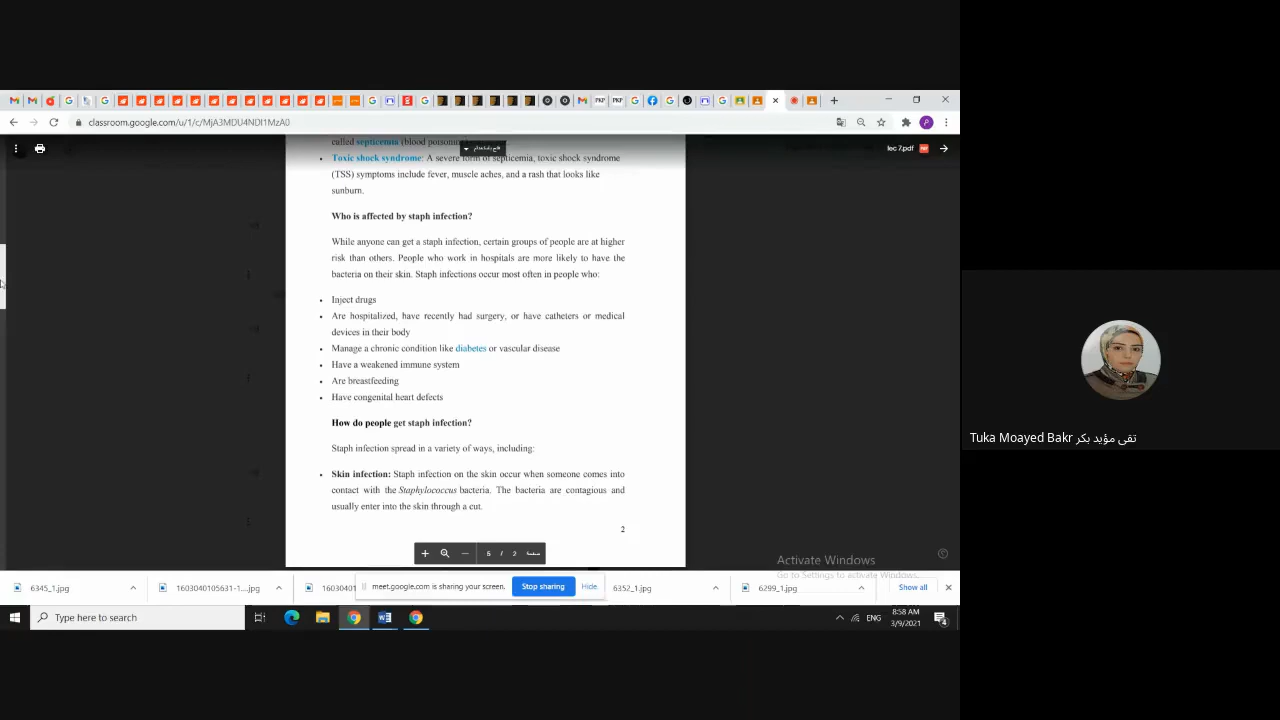 classroom.google.com/u/1/c/MjA3MDU4NDI1MzA0
lec 7.pdf
called septicemia (blood poisoning)
Toxic shock syndrome: A severe form of septicemia, toxic shock syndrome
(TSS) symptoms include fever, muscle aches, and a rash that looks like
sunburn.
Who is affected by staph infection?
While anyone can get a staph infection, certain groups of people are at higher
risk than others. People who work in hospitals are more likely to have the
bacteria on their skin. Staph infections occur most often in people who:
• Inject drugs
• Are hospitalized, have recently had surgery, or have catheters or medical
devices in their body
• Manage a chronic condition like diabetes or vascular disease
• Have a weakened immune system
• Are breastfeeding
• Have congenital heart defects
How do people get staph infection?
Staph infection spread in a variety of ways, including:
• Skin infection: Staph infection on the skin occur when someone comes into
contact with the Staphylococcus bacteria. The bacteria are contagious and
usually enter into the skin through a cut.
2
5 / 2 صفحة
Activate Windows
Go to Settings to activate Windows.
6345_1.jpg
1603040105631-1....jpg
16030401
meet.google.com is sharing your screen.
Stop sharing
Hide
6352_1.jpg
6299_1.jpg
Show all
Type here to search
ENG
8:58 AM
3/9/2021
4
Tuka Moayed Bakr تقى مؤيد بكر